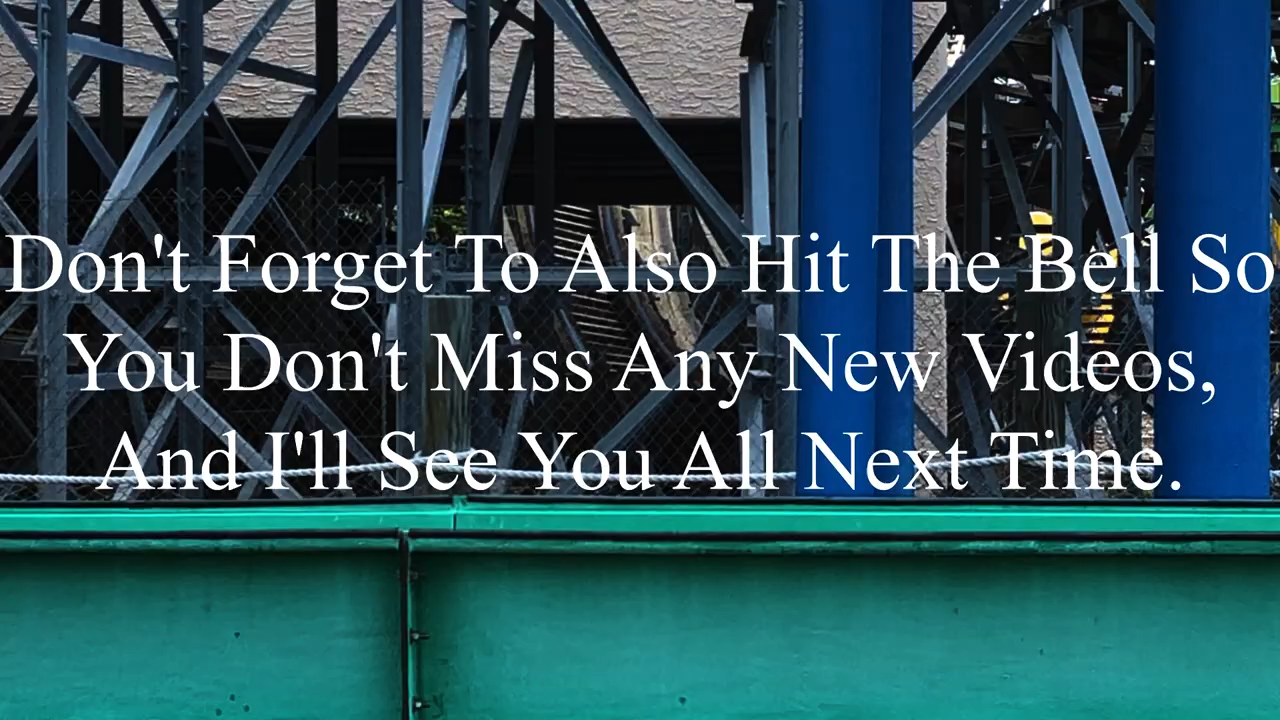 Don't Forget To Also Hit The Bell So
You Don't Miss Any New Videos,
And I'll See You All Next Time.